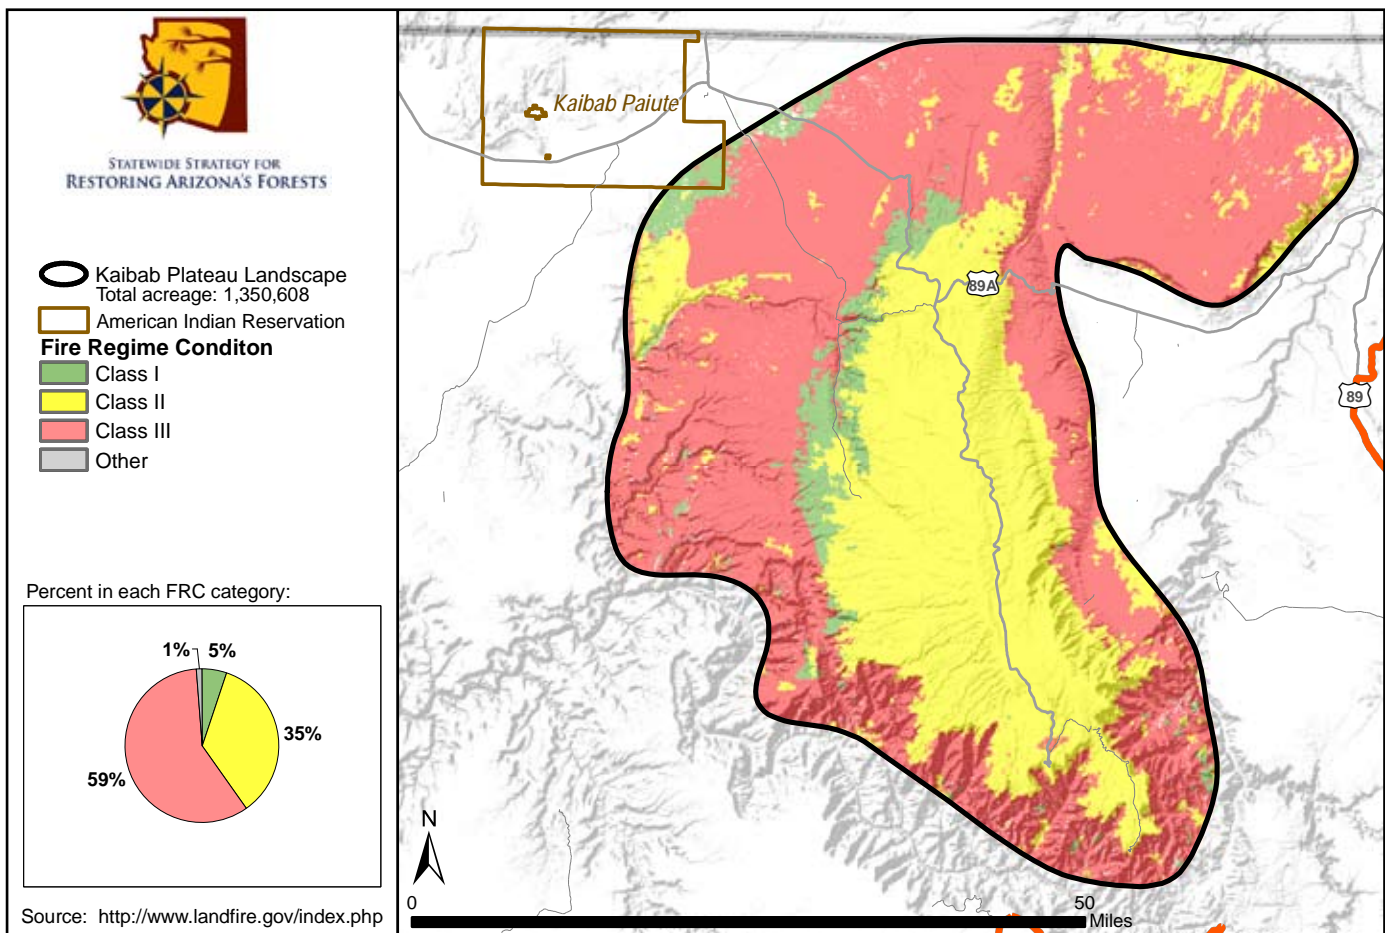 STATEWIDE STRATEGY FOR
RESTORING ARIZONA'S FORESTS
Kaibab Plateau Landscape
Total acreage: 1,350,608
American Indian Reservation
Fire Regime Conditon
Class I
Class II
Class III
Other
Percent in each FRC category:
1% 5%
35%
59%
Source: http://www.landfire.gov/index.php
Kaibab Paiute
89A
89
N
0 50
Miles